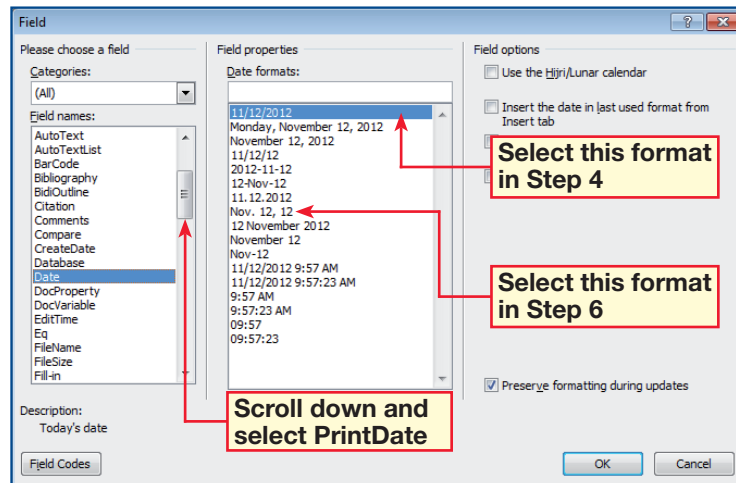 Field
Please choose a field
Categories:
(All)
Field names:
AutoText
AutoTextList
BarCode
Bibliography
BidiOutline
Citation
Comments
Compare
CreateDate
Database
Date
DocProperty
DocVariable
EditTime
Eq
FileName
FileSize
Fill-in
Description:
Today's date
Field Codes
Field properties
Date formats:
11/12/2012
Monday, November 12, 2012
November 12, 2012
11/12/12
2012-11-12
12-Nov-12
11.12.2012
Nov. 12, 12
12 November 2012
November 12
Nov-12
11/12/2012 9:57 AM
11/12/2012 9:57:23 AM
9:57 AM
9:57:23 AM
09:57
09:57:23
Scroll down and
select PrintDate
Field options
Use the Hijri/Lunar calendar
Insert the date in last used format from
Insert tab
Select this format
in Step 4
Select this format
in Step 6
Preserve formatting during updates
OK
Cancel